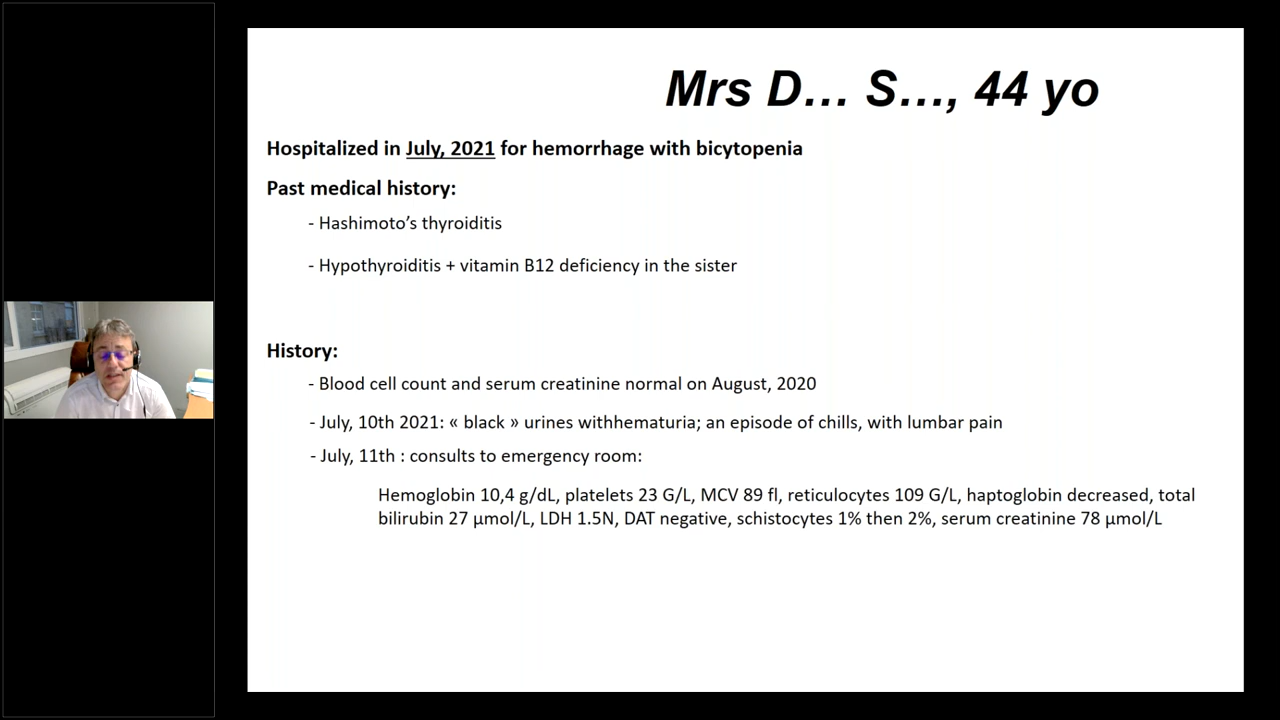 Mrs D… S…, 44 yo
Hospitalized in July, 2021 for hemorrhage with bicytopenia
Past medical history:
- Hashimoto’s thyroiditis
- Hypothyroiditis + vitamin B12 deficiency in the sister
History:
- Blood cell count and serum creatinine normal on August, 2020
- July, 10th 2021: « black » urines withhematuria; an episode of chills, with lumbar pain
- July, 11th : consults to emergency room:
Hemoglobin 10,4 g/dL, platelets 23 G/L, MCV 89 fl, reticulocytes 109 G/L, haptoglobin decreased, total
bilirubin 27 µmol/L, LDH 1.5N, DAT negative, schistocytes 1% then 2%, serum creatinine 78 µmol/L